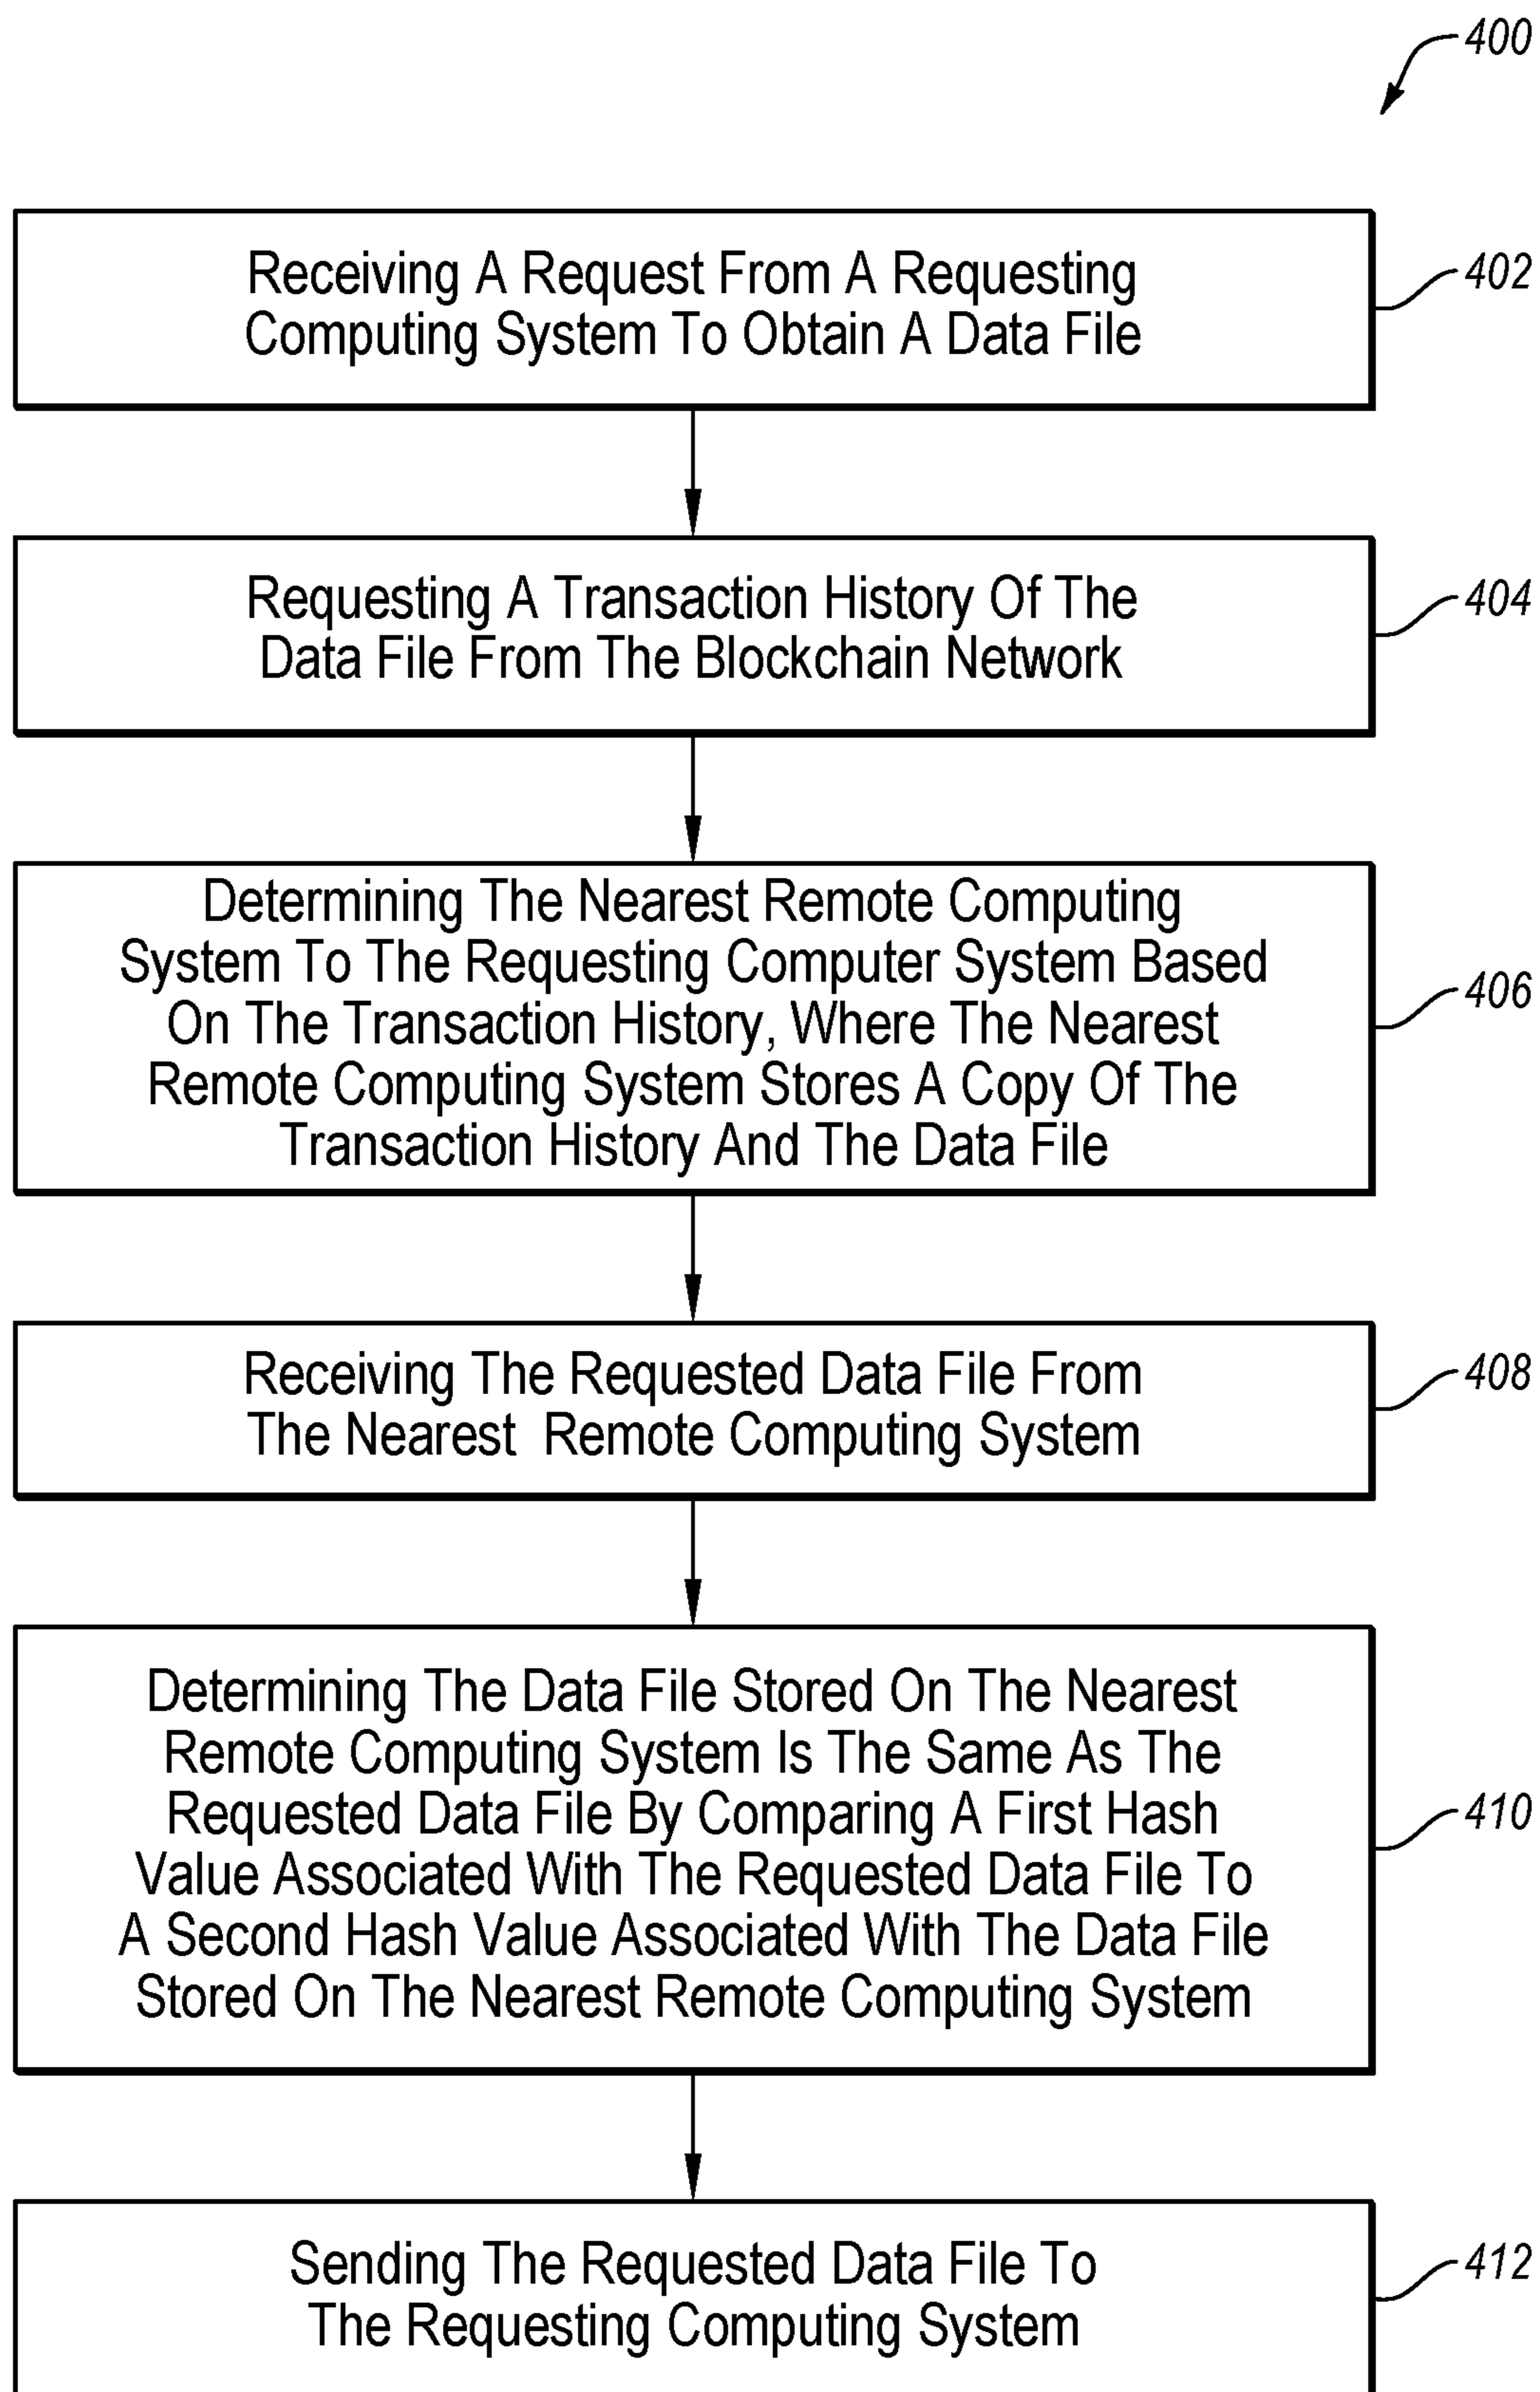 400
Receiving A Request From A Requesting
Computing System To Obtain A Data File
402
Requesting A Transaction History Of The
Data File From The Blockchain Network
404
Determining The Nearest Remote Computing
System To The Requesting Computer System Based
On The Transaction History, Where The Nearest
Remote Computing System Stores A Copy Of The
Transaction History And The Data File
406
Receiving The Requested Data File From
The Nearest Remote Computing System
408
Determining The Data File Stored On The Nearest
Remote Computing System Is The Same As The
Requested Data File By Comparing A First Hash
Value Associated With The Requested Data File To
A Second Hash Value Associated With The Data File
Stored On The Nearest Remote Computing System
410
Sending The Requested Data File To
The Requesting Computing System
412